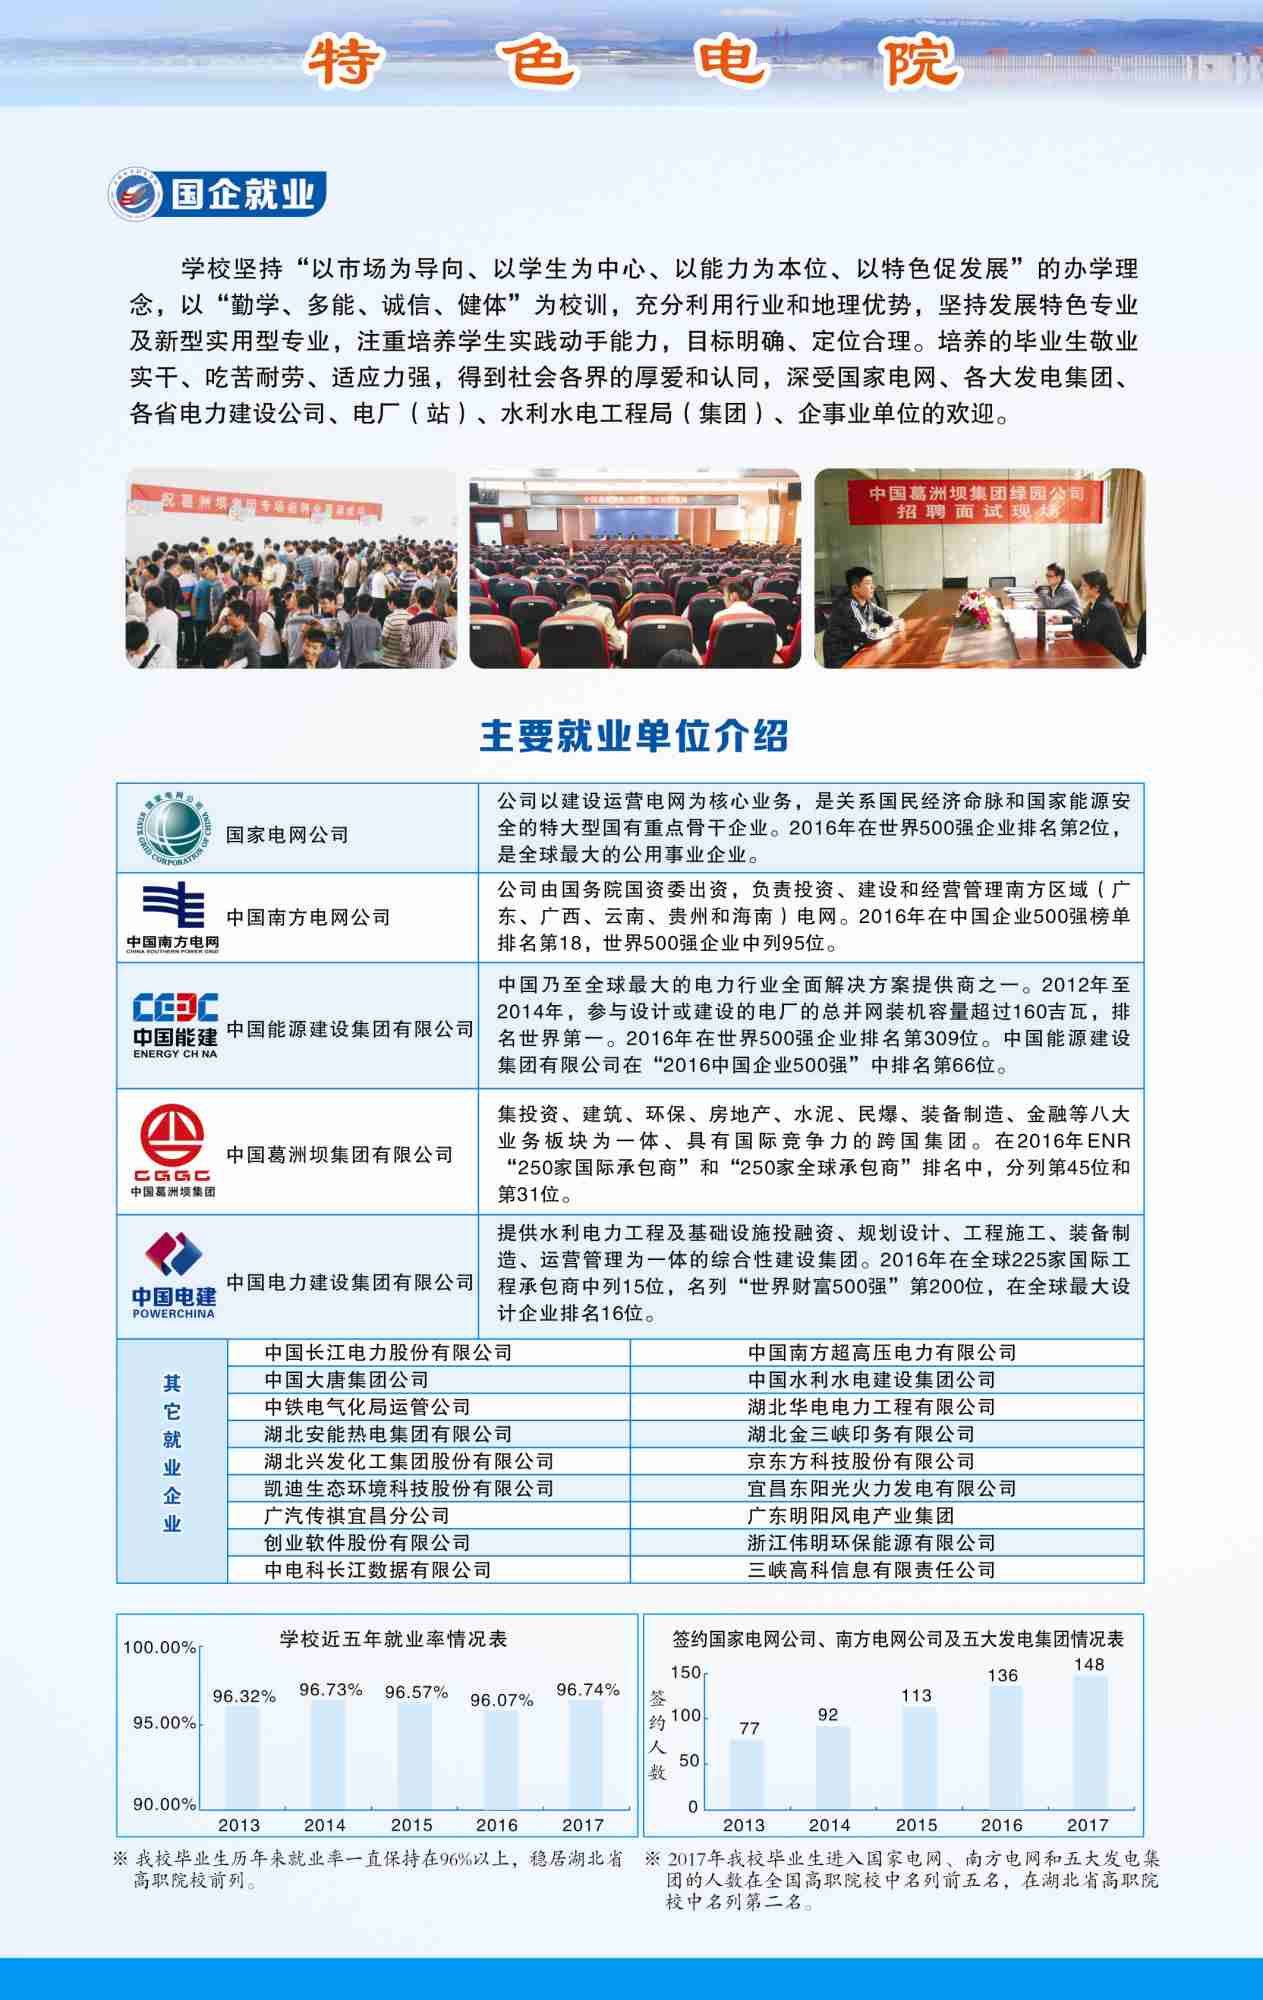 特色电院
国企就业
学校坚持“以市场为导向、以学生为中心、以能力为本位、以特色促发展”的办学理
念，以“勤学、多能、诚信、健体”为校训，充分利用行业和地理优势，坚持发展特色专业
及新型实用型专业，注重培养学生实践动手能力，目标明确、定位合理。培养的毕业生敬业
实干、吃苦耐劳、适应力强，得到社会各界的厚爱和认同，深受国家电网、各大发电集团、
各省电力建设公司、电厂（站）、水利水电工程局（集团）、企事业单位的欢迎。
祝葛洲坝集团专场招聘会圆满成功
中国葛洲坝集团绿园公司
招聘面试现场
主要就业单位介绍
国家电网公司
STATE GRID CORPORATION OF CHINA
国家电网公司
公司以建设运营电网为核心业务，是关系国民经济命脉和国家能源安
全的特大型国有重点骨干企业。2016年在世界500强企业排名第2位，
是全球最大的公用事业企业。
中国南方电网
CHINA SOUTHERN POWER GRID
中国南方电网公司
公司由国务院国资委出资，负责投资、建设和经营管理南方区域（广
东、广西、云南、贵州和海南）电网。2016年在中国企业500强榜单
排名第18，世界500强企业中列95位。
CEEC
中国能建
ENERGY CH NA
中国能源建设集团有限公司
中国乃至全球最大的电力行业全面解决方案提供商之一。2012年至
2014年，参与设计或建设的电厂的总并网装机容量超过160吉瓦，排
名世界第一。2016年在世界500强企业排名第309位。中国能源建设
集团有限公司在“2016中国企业500强”中排名第66位。
CGGC
中国葛洲坝集团
中国葛洲坝集团有限公司
集投资、建筑、环保、房地产、水泥、民爆、装备制造、金融等八大
业务板块为一体、具有国际竞争力的跨国集团。在2016年ENR
“250家国际承包商”和“250家全球承包商”排名中，分列第45位和
第31位。
中国电建
POWERCHINA
中国电力建设集团有限公司
提供水利电力工程及基础设施投融资、规划设计、工程施工、装备制
造、运营管理为一体的综合性建设集团。2016年在全球225家国际工
程承包商中列15位，名列“世界财富500强”第200位，在全球最大设
计企业排名16位。
其它就业企业
中国长江电力股份有限公司 中国南方超高压电力有限公司
中国大唐集团公司 中国水利水电建设集团公司
中铁电气化局运管公司 湖北华电电力工程有限公司
湖北安能热电集团有限公司 湖北金三峡印务有限公司
湖北兴发化工集团股份有限公司 京东方科技股份有限公司
凯迪生态环境科技股份有限公司 宜昌东阳光火力发电有限公司
广汽传祺宜昌分公司 广东明阳风电产业集团
创业软件股份有限公司 浙江伟明环保能源有限公司
中电科长江数据有限公司 三峡高科信息有限责任公司
学校近五年就业率情况表
100.00%
95.00%
90.00%
96.32% 96.73% 96.57% 96.07% 96.74%
2013 2014 2015 2016 2017
※ 我校毕业生历年来就业率一直保持在96%以上，稳居湖北省
高职院校前列。
签约国家电网公司、南方电网公司及五大发电集团情况表
签约人数
150
100
50
0
77 92 113 136 148
2013 2014 2015 2016 2017
※ 2017年我校毕业生进入国家电网、南方电网和五大发电集
团的人数在全国高职院校中名列前五名，在湖北省高职院
校中名列第二名。